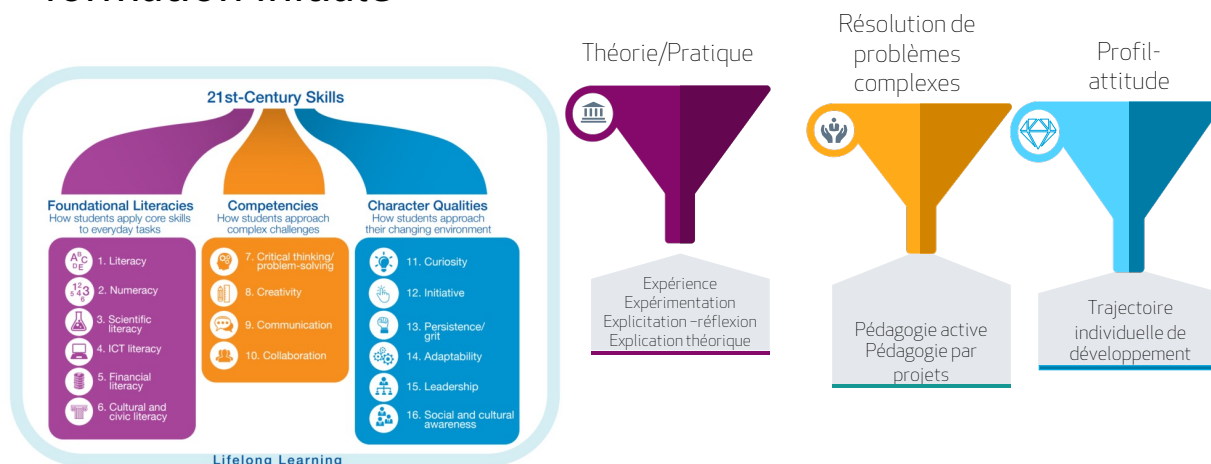 21st-Century Skills
Foundational Literacies
How students apply core skills
to everyday tasks
ABCDE
1. Literacy
123456
2. Numeracy
3. Scientific
literacy
4. ICT literacy
5. Financial
literacy
6. Cultural and
civic literacy
Competencies
How students approach
complex challenges
7. Critical thinking/
problem-solving
8. Creativity
9. Communication
10. Collaboration
Character Qualities
How students approach
their changing environment
11. Curiosity
12. Initiative
13. Persistence/
grit
14. Adaptability
15. Leadership
16. Social and cultural
awareness
Lifelong Learning
Théorie/Pratique
Expérience
Expérimentation
Explicitation –réflexion
Explication théorique
Résolution de
problèmes
complexes
Pédagogie active
Pédagogie par
projets
Profil-
attitude
Trajectoire
individuelle de
développement